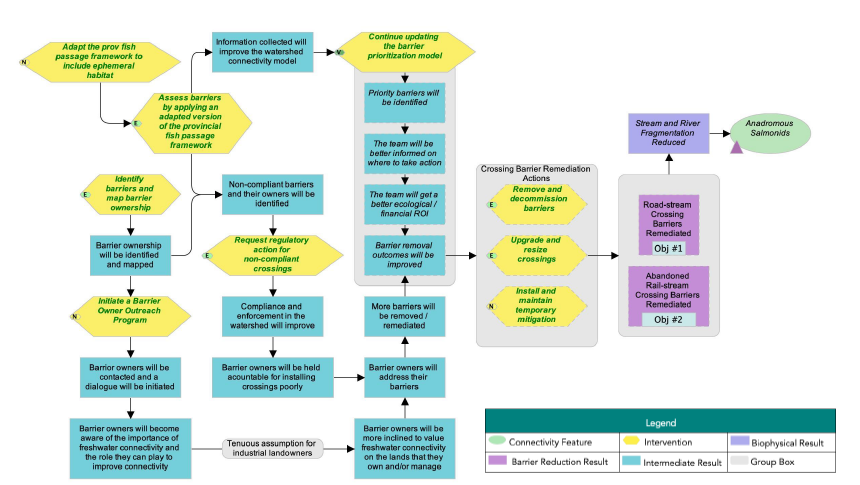 Adapt the prov fish
passage framework to
include ephemeral
habitat
N
Assess barriers
by applying an
adapted version
of the provincial
fish passage
framework
E
Information collected will
improve the watershed
connectivity model
Continue updating
the barrier
prioritization model
Priority barriers will
be identified
The team will be
better informed on
where to take action
The team will get a
better ecological /
financial ROI
Barrier removal
outcomes will be
improved
Identify
barriers and
map barrier
ownership
E
Barrier ownership
will be identified
and mapped
Non-compliant barriers
and their owners will be
identified
Request regulatory
action for
non-compliant
crossings
E
Initiate a Barrier
Owner Outreach
Program
N
Compliance and
enforcement in the
watershed will improve
More barriers will
be removed /
remediated
Barrier owners will be
contacted and a
dialogue will be initiated
Barrier owners will be held
acountable for installing
crossings poorly
Barrier owners will
address their
barriers
Barrier owners will become
aware of the importance of
freshwater connectivity and
the role they can play to
improve connectivity
Tenuous assumption for
industrial landowners
Barrier owners will be
more inclined to value
freshwater connectivity
on the lands that they
own and/or manage
Crossing Barrier Remediation
Actions
Remove and
decommission
barriers
E
Upgrade and
resize
crossings
E
Install and
maintain
temporary
mitigation
N
Road-stream
Crossing
Barriers
Remediated
Obj #1
Abandoned
Rail-stream
Crossing Barriers
Remediated
Obj #2
Stream and River
Fragmentation
Reduced
Anadromous
Salmonids
Legend
Connectivity Feature
Intervention
Biophysical Result
Barrier Reduction Result
Intermediate Result
Group Box